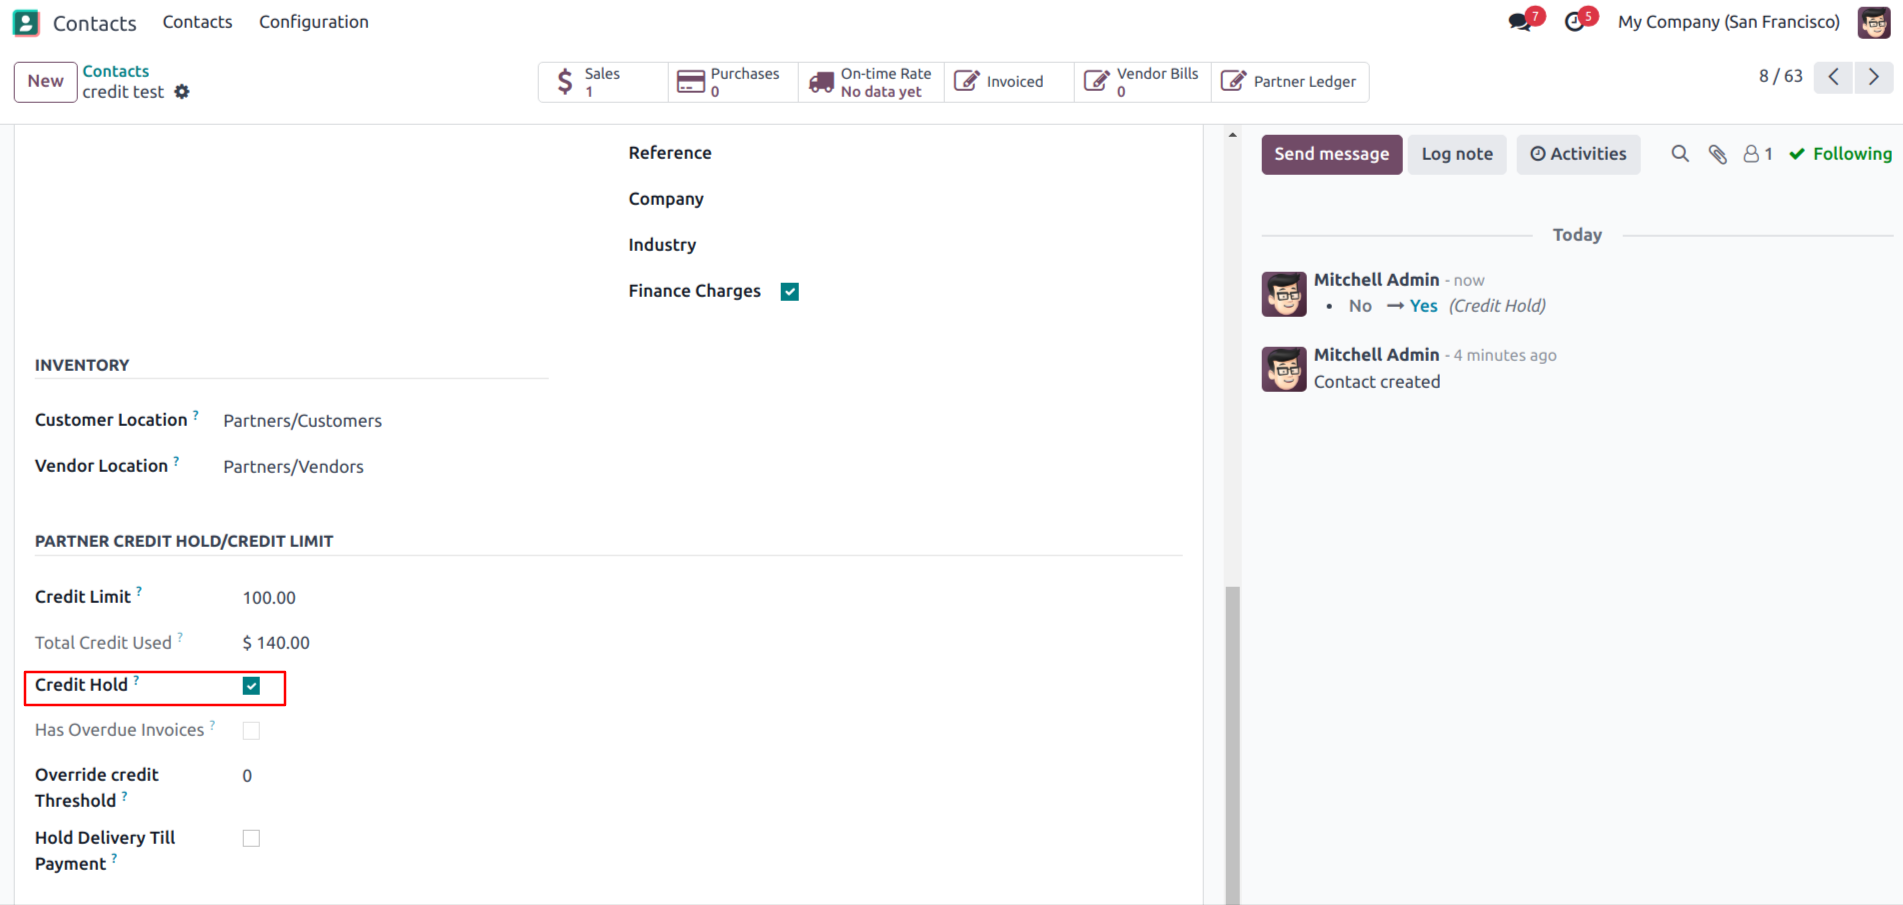 Contacts Contacts Configuration 7 5 My Company (San Francisco)
New Contacts
credit test
Sales
1
Purchases
0
On-time Rate
No data yet
Invoiced
Vendor Bills
0
Partner Ledger
8 / 63
Reference
Company
Industry
Finance Charges
INVENTORY
Customer Location ? Partners/Customers
Vendor Location ? Partners/Vendors
PARTNER CREDIT HOLD/CREDIT LIMIT
Credit Limit ? 100.00
Total Credit Used ? $ 140.00
Credit Hold ?
Has Overdue Invoices ?
Override credit 0
Threshold ?
Hold Delivery Till
Payment ?
Send message Log note Activities 1 Following
Today
Mitchell Admin - now
• No → Yes (Credit Hold)
Mitchell Admin - 4 minutes ago
Contact created